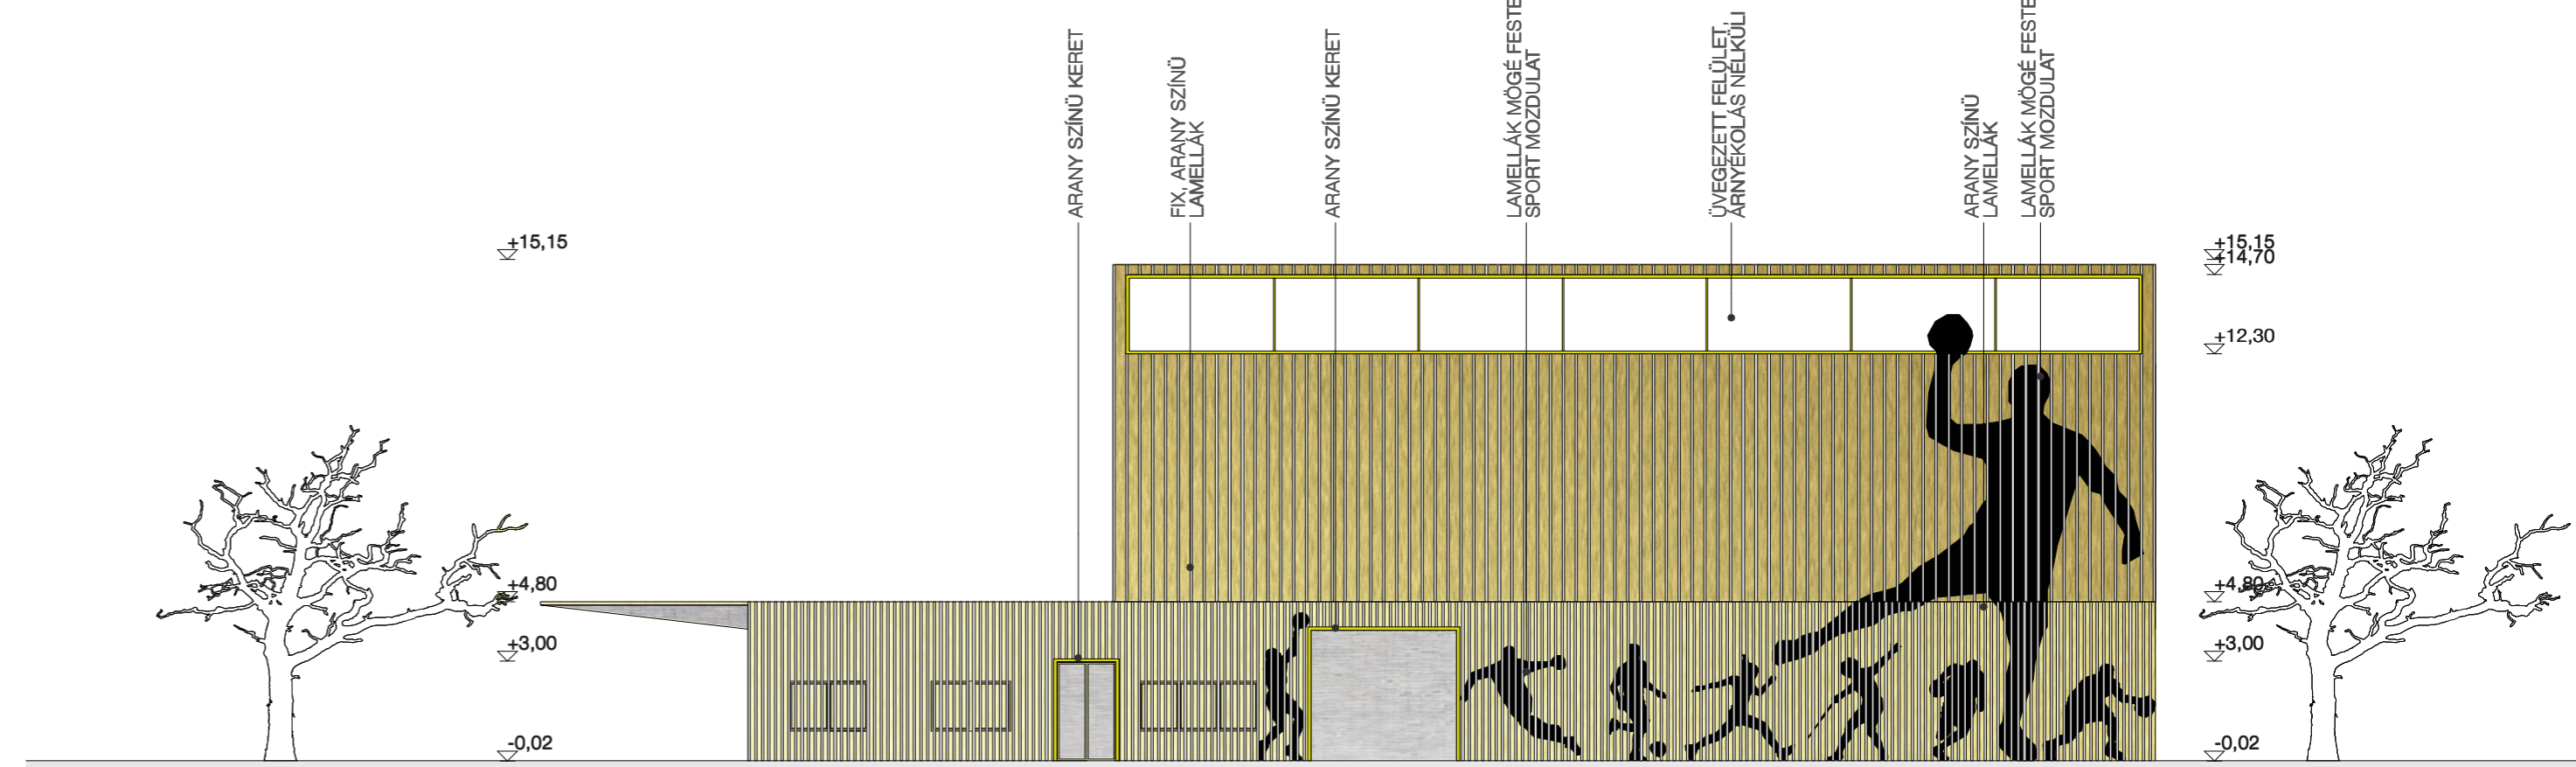 ARANY SZÍNŰ KERET
FIX, ARANY SZÍNŰ
LAMELLÁK
ARANY SZÍNŰ KERET
LAMELLÁK MÖGÉ FESTE
SPORT MOZDULAT
ÜVEGEZETT FELÜLET,
ÁRNYÉKOLÁS NÉLKÜLI
ARANY SZÍNŰ
LAMELLÁK
LAMELLÁK MÖGÉ FESTE
SPORT MOZDULAT
+15,15
+4,80
+3,00
-0,02
+15,15
+14,70
+12,30
+4,80
+3,00
-0,02